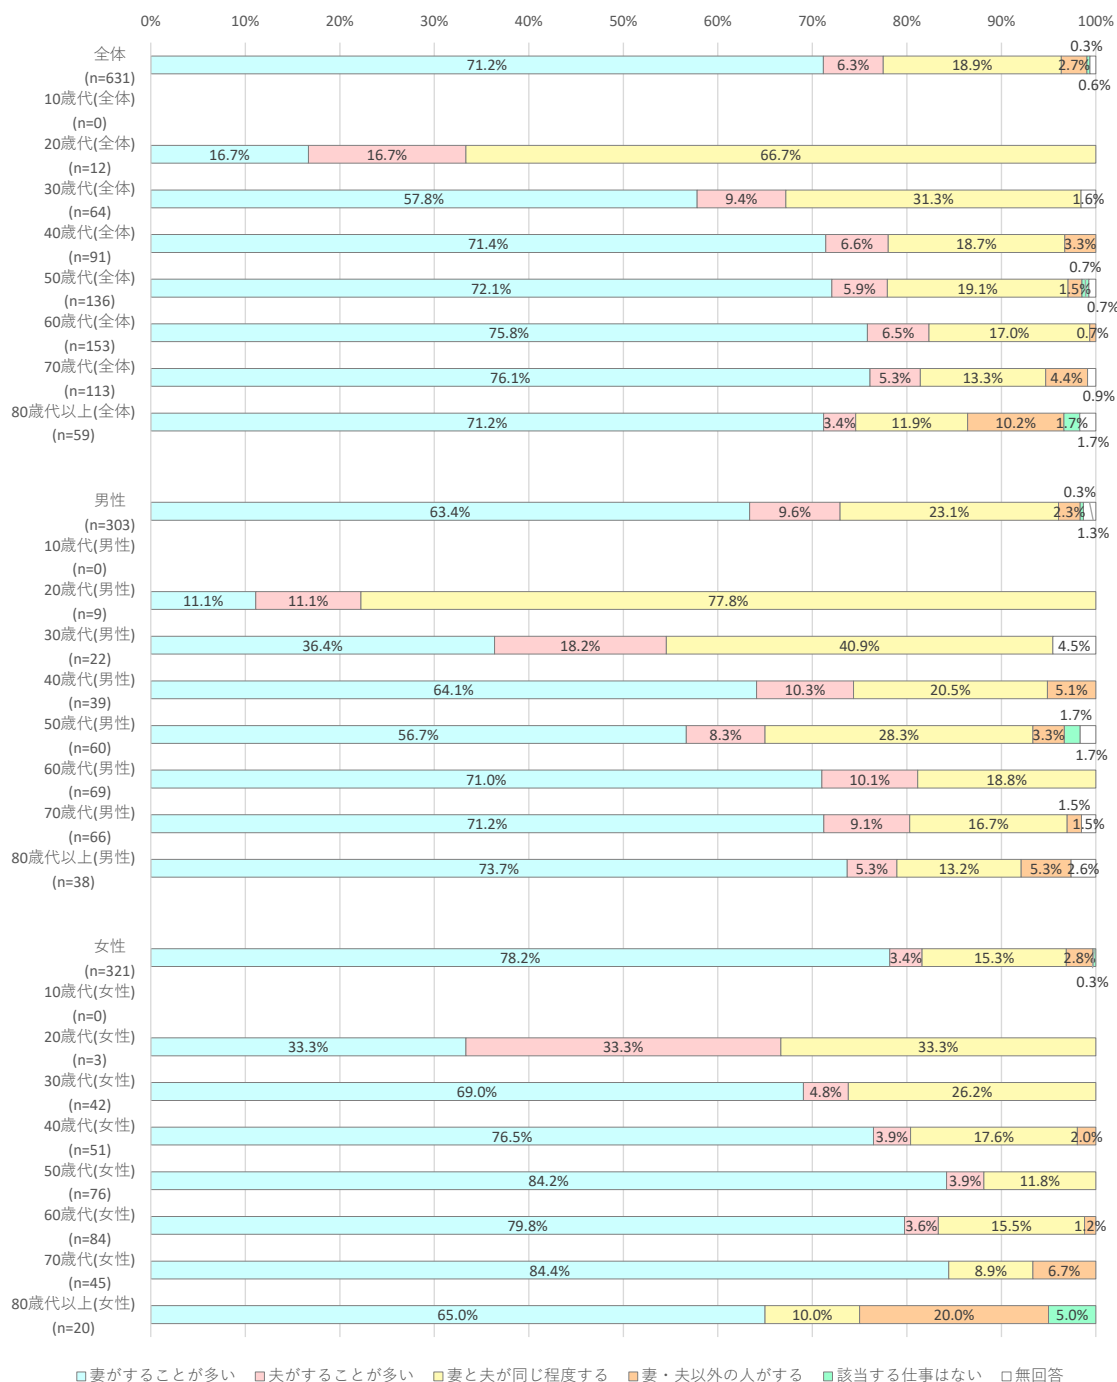 0% 10% 20% 30% 40% 50% 60% 70% 80% 90% 100%
0.3%
全体
71.2% 6.3% 18.9% 2.7%
(n=631)
0.6%
10歳代(全体)
(n=0)
20歳代(全体)
16.7% 16.7% 66.7%
(n=12)
30歳代(全体)
57.8% 9.4% 31.3% 1.6%
(n=64)
40歳代(全体)
71.4% 6.6% 18.7% 3.3%
(n=91)
0.7%
50歳代(全体)
72.1% 5.9% 19.1% 1.5%
(n=136)
0.7%
60歳代(全体)
75.8% 6.5% 17.0% 0.7%
(n=153)
70歳代(全体)
76.1% 5.3% 13.3% 4.4%
(n=113)
0.9%
80歳代以上(全体)
71.2% 3.4% 11.9% 10.2% 1.7%
(n=59)
1.7%
0.3%
男性
63.4% 9.6% 23.1% 2.3%
(n=303)
1.3%
10歳代(男性)
(n=0)
20歳代(男性)
11.1% 11.1% 77.8%
(n=9)
30歳代(男性)
36.4% 18.2% 40.9% 4.5%
(n=22)
40歳代(男性)
64.1% 10.3% 20.5% 5.1%
(n=39)
1.7%
50歳代(男性)
56.7% 8.3% 28.3% 3.3%
(n=60)
1.7%
60歳代(男性)
71.0% 10.1% 18.8%
(n=69)
1.5%
70歳代(男性)
71.2% 9.1% 16.7% 1.5%
(n=66)
80歳代以上(男性)
73.7% 5.3% 13.2% 5.3% 2.6%
(n=38)
女性
78.2% 3.4% 15.3% 2.8%
(n=321)
0.3%
10歳代(女性)
(n=0)
20歳代(女性)
33.3% 33.3% 33.3%
(n=3)
30歳代(女性)
69.0% 4.8% 26.2%
(n=42)
40歳代(女性)
76.5% 3.9% 17.6% 2.0%
(n=51)
50歳代(女性)
84.2% 3.9% 11.8%
(n=76)
60歳代(女性)
79.8% 3.6% 15.5% 1.2%
(n=84)
70歳代(女性)
84.4% 8.9% 6.7%
(n=45)
80歳代以上(女性)
65.0% 10.0% 20.0% 5.0%
(n=20)
妻がすることが多い 夫がすることが多い 妻と夫が同じ程度する 妻・夫以外の人がする 該当する仕事はない 無回答